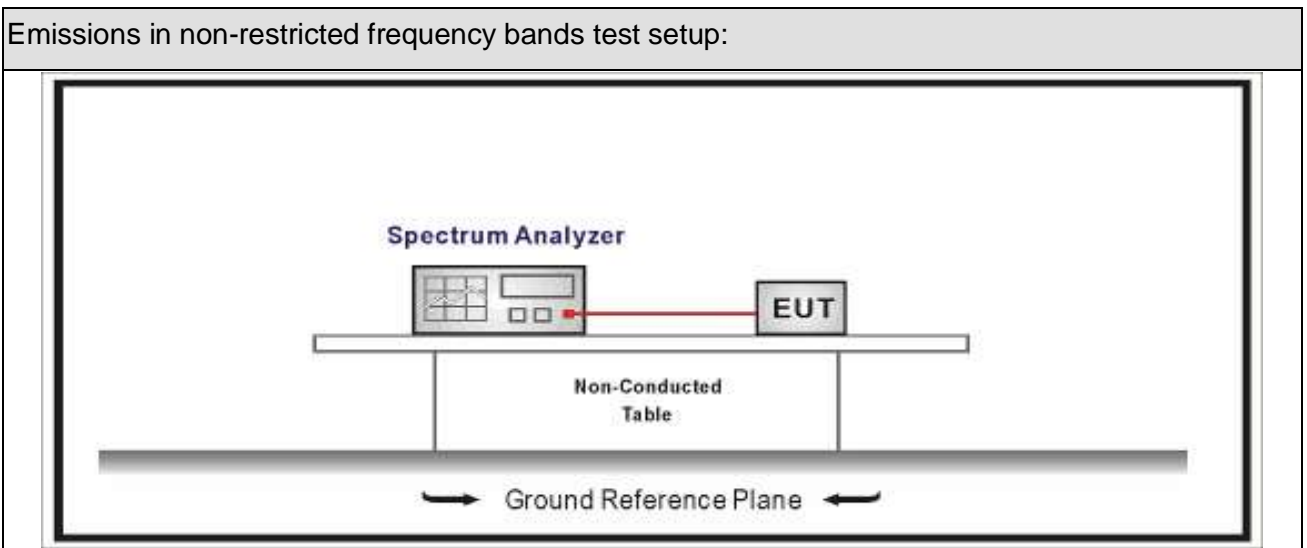 Emissions in non-restricted frequency bands test setup:
Spectrum Analyzer
EUT
Non-Conducted
Table
Ground Reference Plane